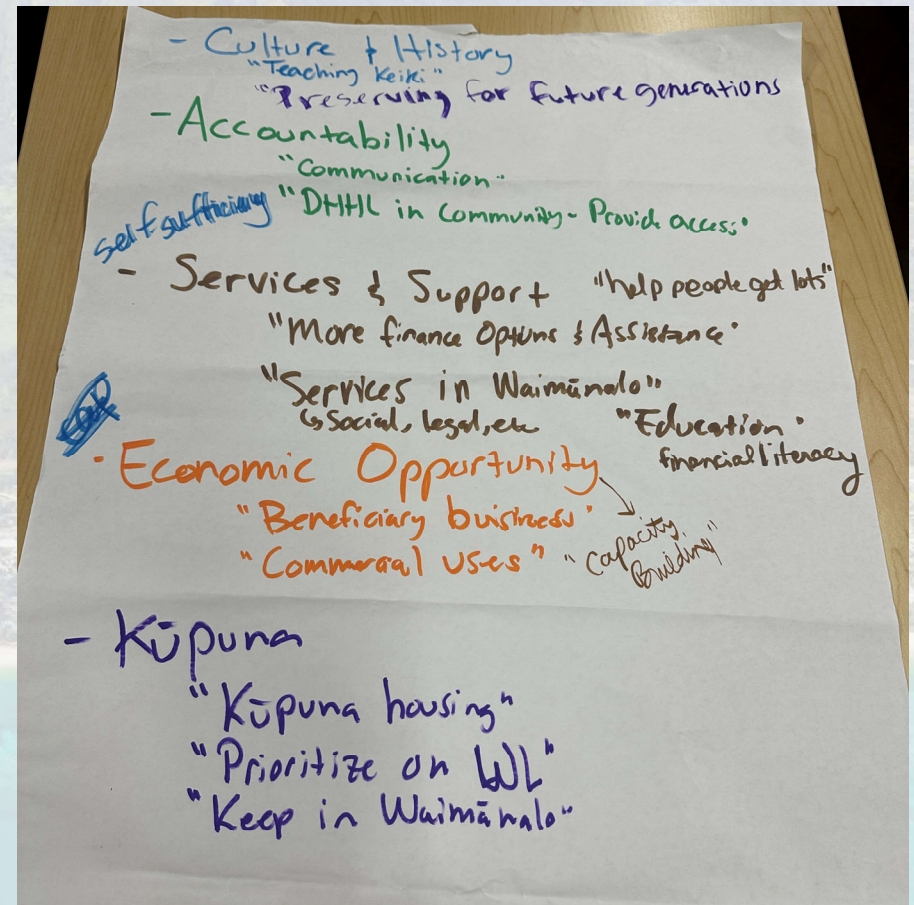 - Culture & History
"Teaching Keiki"
"Preserving for future generations
- Accountability
"Communication"
self sufficiency
"DHHL in Community - Provide access"
- Services & Support "help people get lots"
"More finance Options & Assistance"
"Services in Waimānalo"
↳ Social, legal, etc
"Education"
financial literacy
- Economic Opportunity
"Beneficiary buisiness"
"Commercial uses"
"Capacity
Building"
- Kūpuna
"Kūpuna housing"
"Prioritize on WL"
"Keep in Waimānalo"